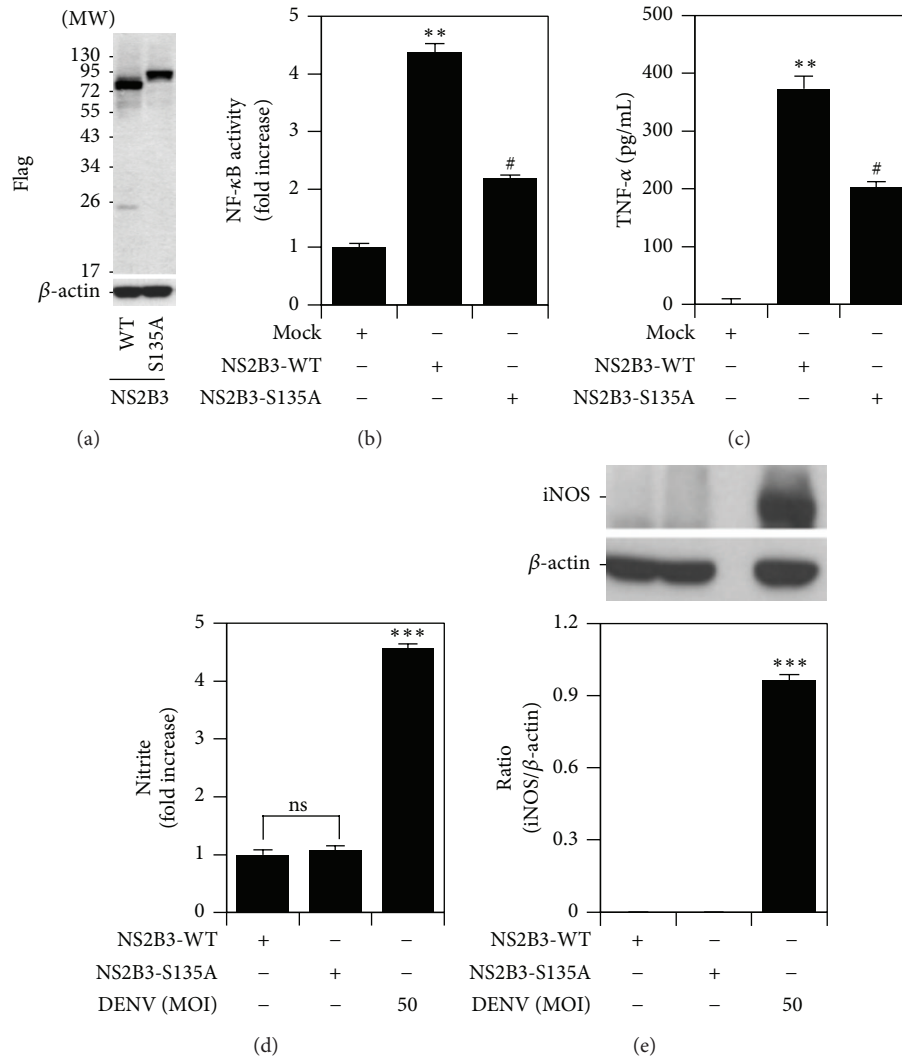 (MW)
130
95
72
55
43
34
26
17
Flag
β-actin
WT
S135A
NS2B3
(a)
NF-κB activity
(fold increase)
6
4
2
1
0
**
#
Mock + − −
NS2B3-WT − + −
NS2B3-S135A − − +
(b)
TNF-α (pg/mL)
500
400
300
200
100
0
**
#
Mock + − −
NS2B3-WT − + −
NS2B3-S135A − − +
(c)
Nitrite
(fold increase)
5
4
3
2
1
0
ns
***
NS2B3-WT + − −
NS2B3-S135A − + −
DENV (MOI) − − 50
(d)
iNOS
β-actin
Ratio
(iNOS/β-actin)
1.2
0.9
0.6
0.3
0
***
NS2B3-WT + − −
NS2B3-S135A − + −
DENV (MOI) − − 50
(e)